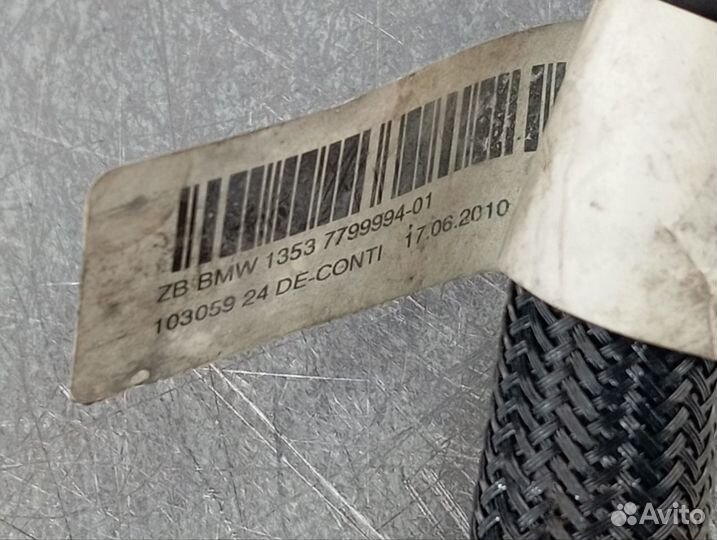 ZB BMW 1353 7799994-01
103059 24 DE-CONTI 17.06.2010
Avito